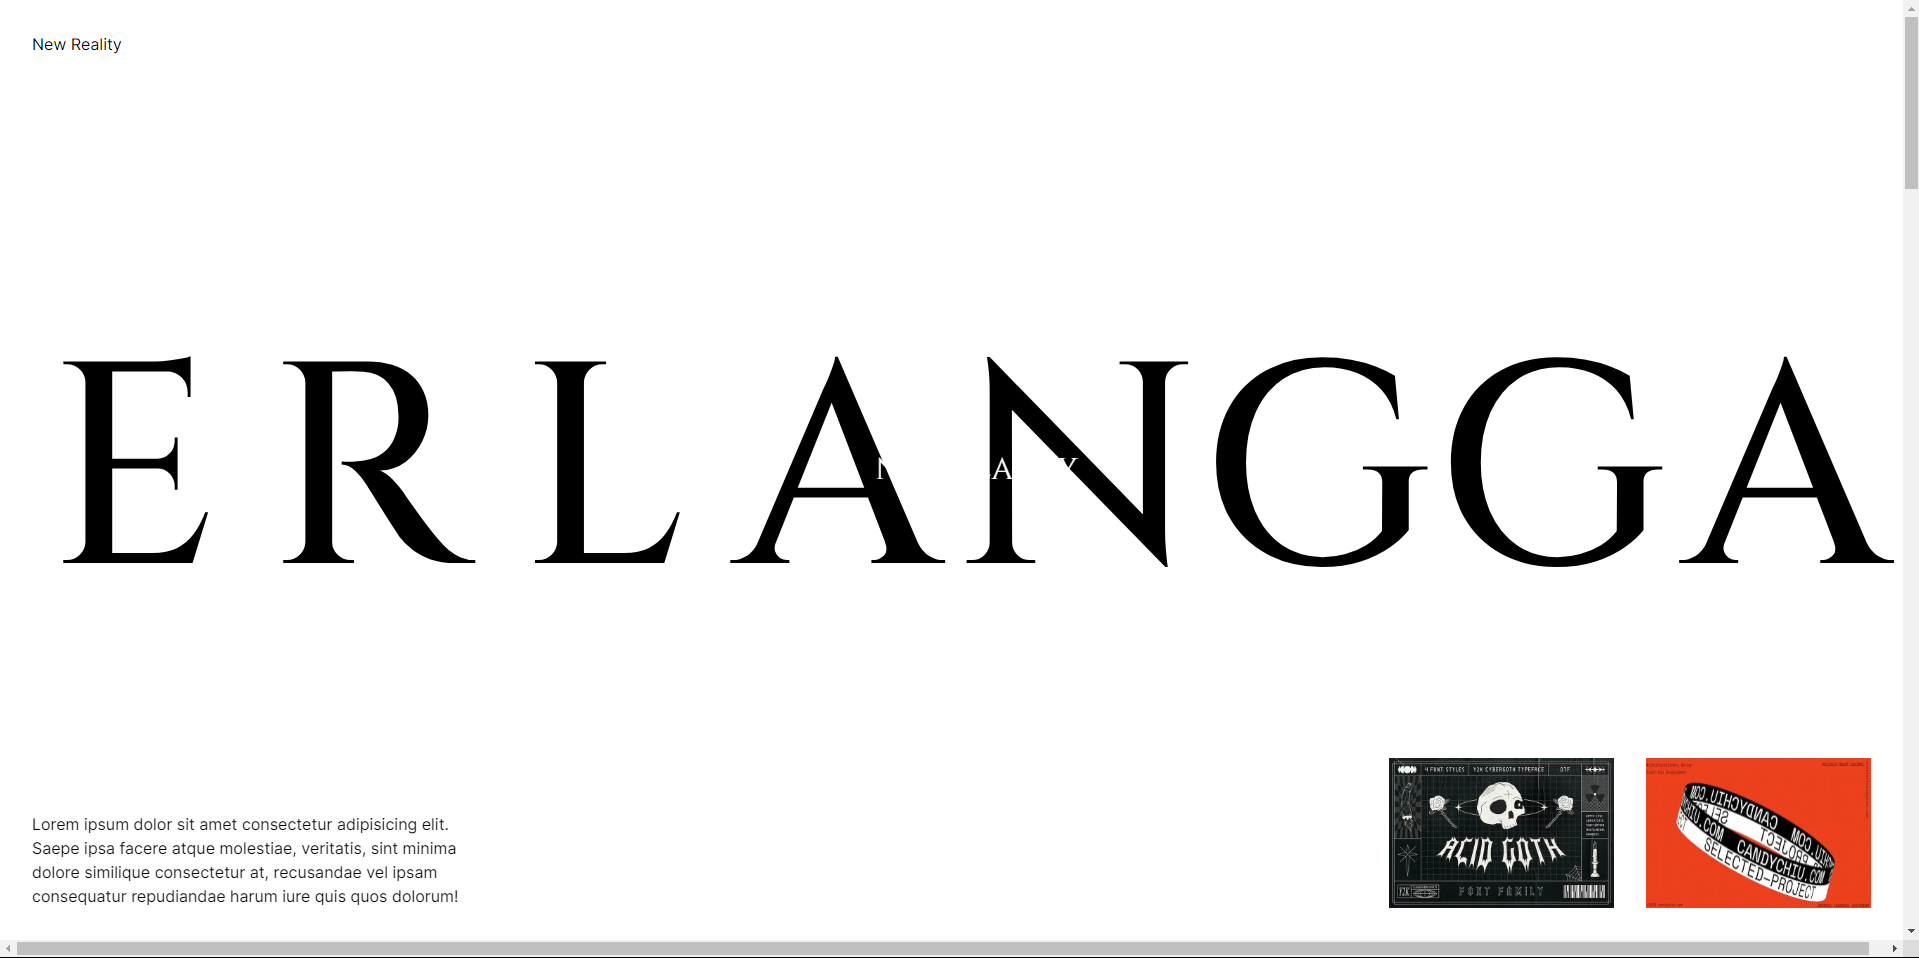 New Reality
ERLANGGA
Lorem ipsum dolor sit amet consectetur adipisicing elit.
Saepe ipsa facere atque molestiae, veritatis, sint minima
dolore similique consectetur at, recusandae vel ipsam
consequatur repudiandae harum iure quis quos dolorum!
4 FONT STYLES
Y2K CYBERGOTH TYPEFACE
OTF
ACID GOTH
Y2K
FONT FAMILY
CANDYCHIU.COM
SELECTED-PROJECT